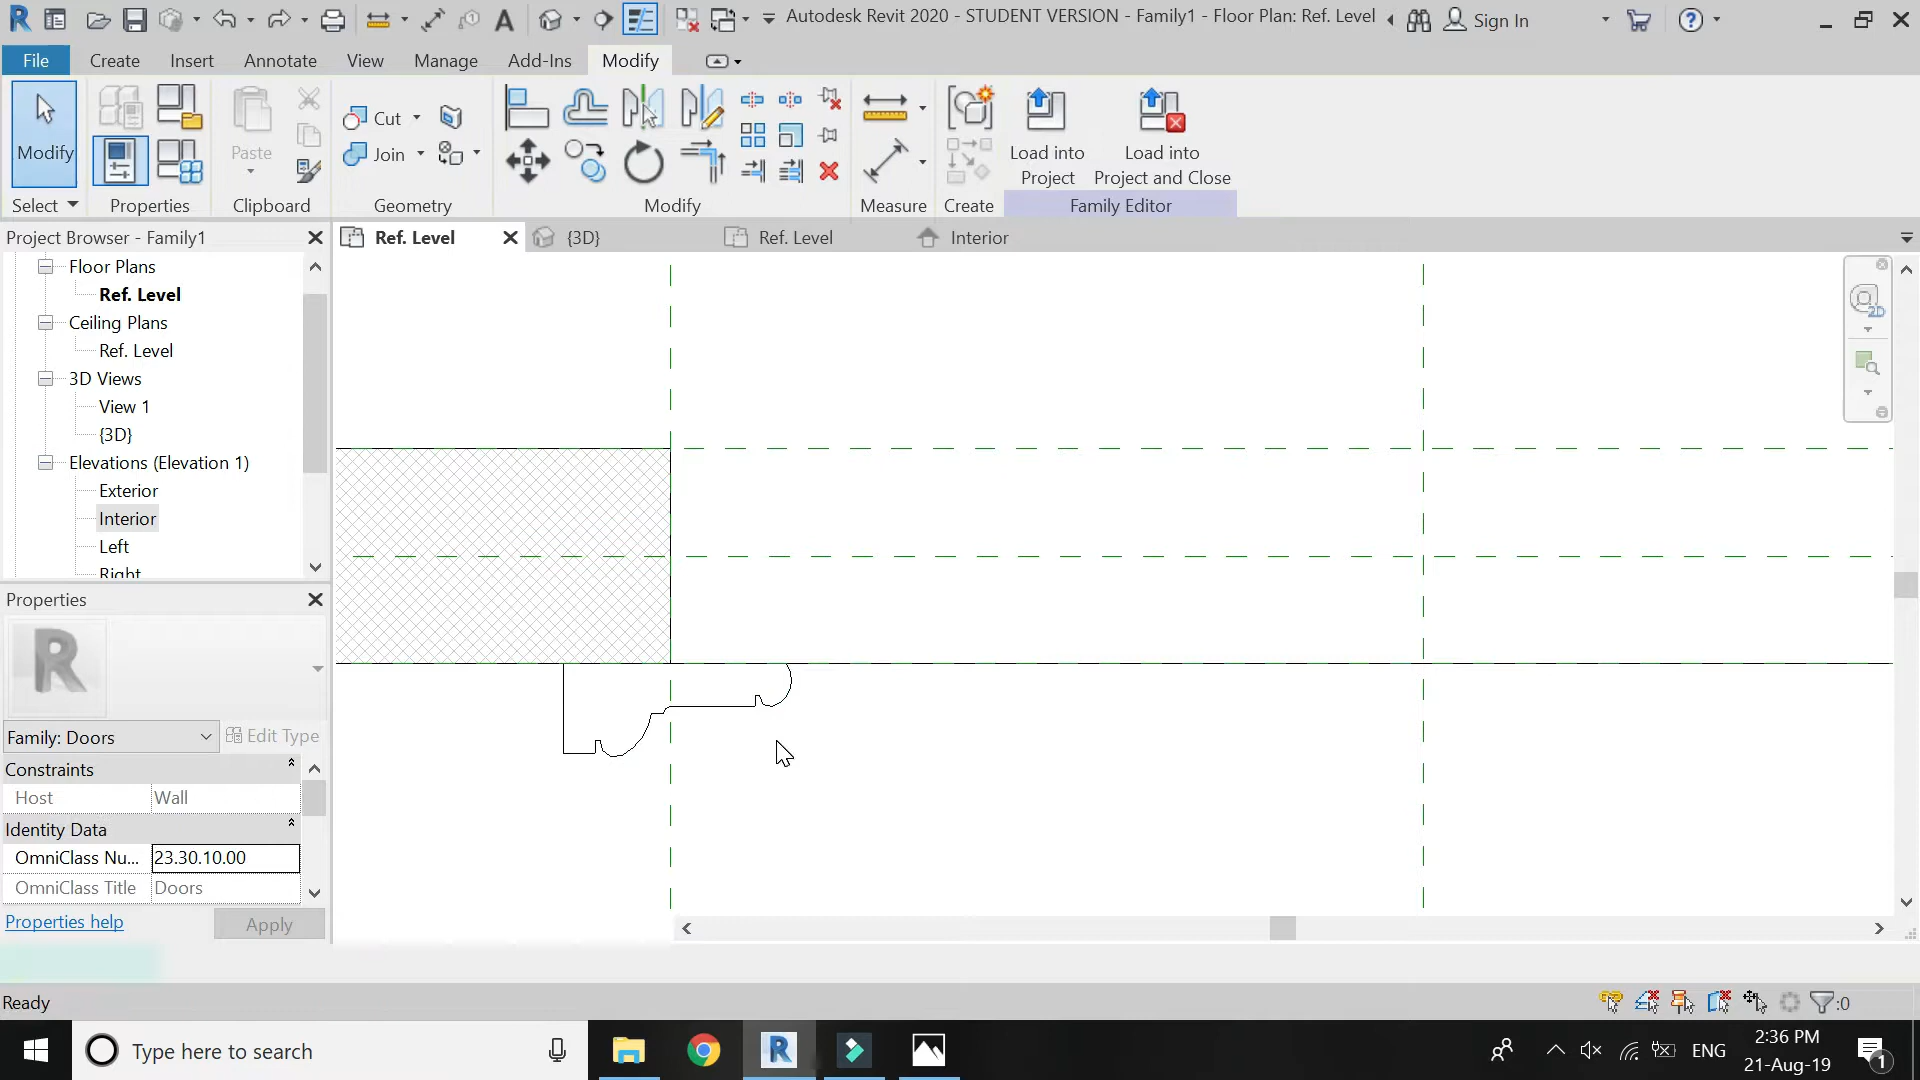 Autodesk Revit 2020 - STUDENT VERSION - Family1 - Floor Plan: Ref. Level
Sign In
File
Create
Insert
Annotate
View
Manage
Add-Ins
Modify
Modify
Select
Properties
Paste
Clipboard
Cut
Join
Geometry
Modify
Measure
Create
Load into
Project
Load into
Project and Close
Family Editor
Project Browser - Family1
Ref. Level
{3D}
Ref. Level
Interior
Floor Plans
Ref. Level
Ceiling Plans
Ref. Level
3D Views
View 1
{3D}
Elevations (Elevation 1)
Exterior
Interior
Left
Right
2D
Properties
R
Family: Doors
Edit Type
Constraints
Host
Wall
Identity Data
OmniClass Nu...
23.30.10.00
OmniClass Title
Doors
Properties help
Apply
Ready
:0
Type here to search
ENG
2:36 PM
21-Aug-19
1